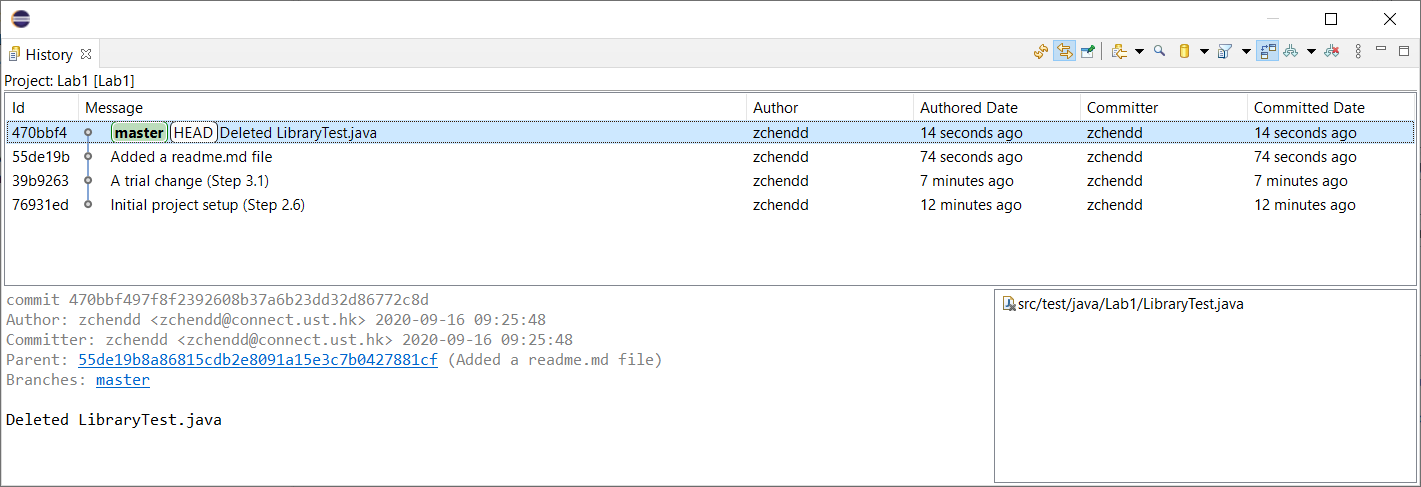 History
Project: Lab1 [Lab1]
Id Message Author Authored Date Committer Committed Date
470bbf4 master HEAD Deleted LibraryTest.java zchendd 14 seconds ago zchendd 14 seconds ago
55de19b Added a readme.md file zchendd 74 seconds ago zchendd 74 seconds ago
39b9263 A trial change (Step 3.1) zchendd 7 minutes ago zchendd 7 minutes ago
76931ed Initial project setup (Step 2.6) zchendd 12 minutes ago zchendd 12 minutes ago
commit 470bbf497f8f2392608b37a6b23dd32d86772c8d
Author: zchendd <zchendd@connect.ust.hk> 2020-09-16 09:25:48
Committer: zchendd <zchendd@connect.ust.hk> 2020-09-16 09:25:48
Parent: 55de19b8a86815cdb2e8091a15e3c7b0427881cf (Added a readme.md file)
Branches: master
Deleted LibraryTest.java
src/test/java/Lab1/LibraryTest.java